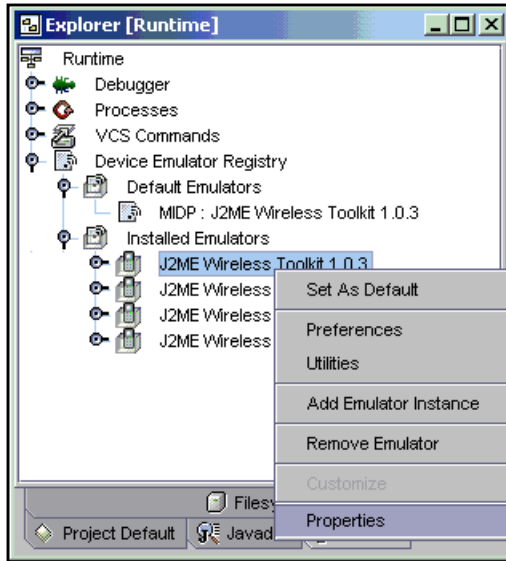 Explorer [Runtime]
Runtime
Debugger
Processes
VCS Commands
Device Emulator Registry
Default Emulators
MIDP : J2ME Wireless Toolkit 1.0.3
Installed Emulators
J2ME Wireless Toolkit 1.0.3
J2ME Wireless
J2ME Wireless
J2ME Wireless
Set As Default
Preferences
Utilities
Add Emulator Instance
Remove Emulator
Customize
Properties
Filesy
Project Default
Javad